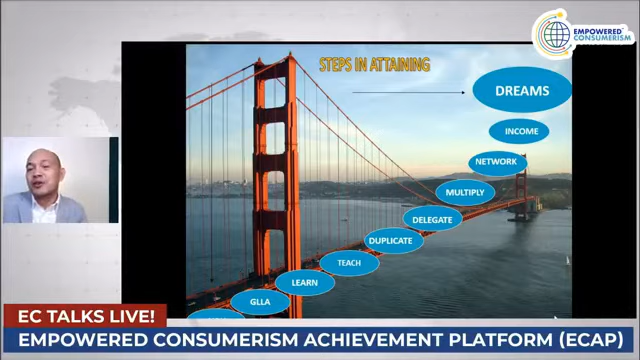 EMPOWERED
CONSUMERISM
STEPS IN ATTAINING
DREAMS
INCOME
NETWORK
MULTIPLY
DELEGATE
DUPLICATE
TEACH
LEARN
GLLA
EC TALKS LIVE!
EMPOWERED CONSUMERISM ACHIEVEMENT PLATFORM (ECAP)